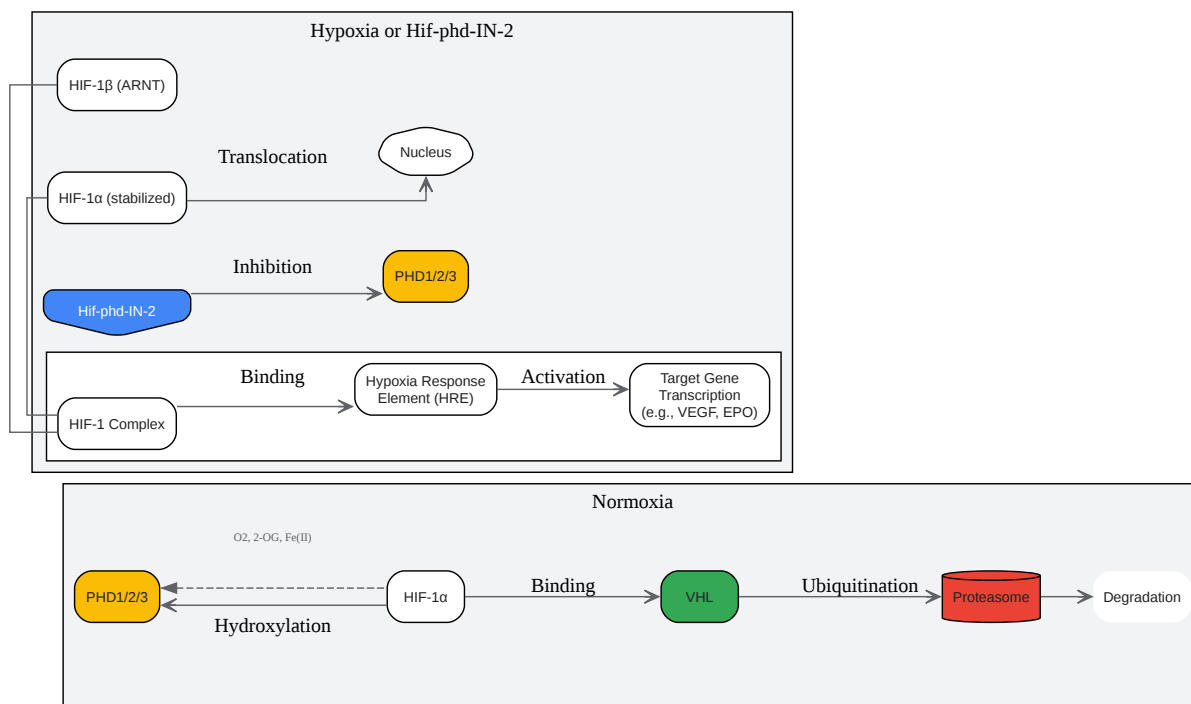 Hypoxia or Hif-phd-IN-2
HIF-1β (ARNT)
Translocation
Nucleus
HIF-1α (stabilized)
Inhibition
PHD1/2/3
Hif-phd-IN-2
Binding
Hypoxia Response
Element (HRE)
Activation
Target Gene
Transcription
(e.g., VEGF, EPO)
HIF-1 Complex
Normoxia
O2, 2-OG, Fe(II)
PHD1/2/3
Hydroxylation
HIF-1α
Binding
VHL
Ubiquitination
Proteasome
Degradation